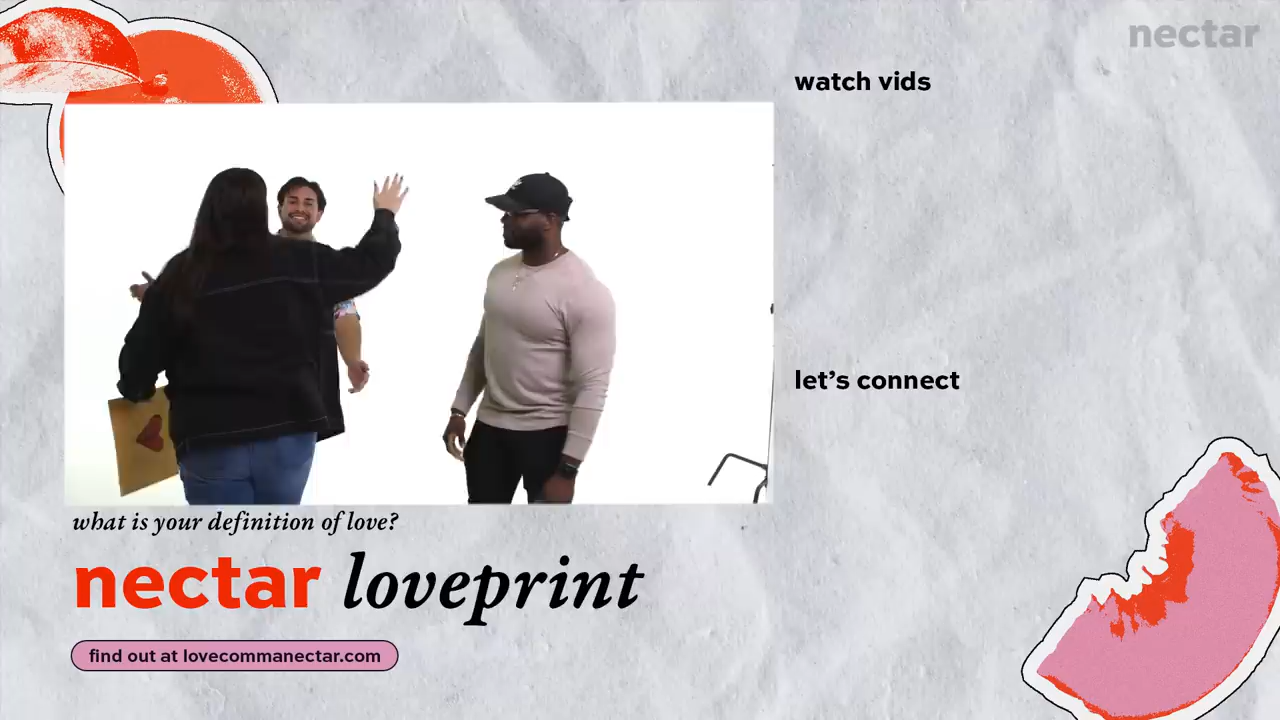 nectar
watch vids
let's connect
what is your definition of love?
nectar loveprint
find out at lovecommanectar.com